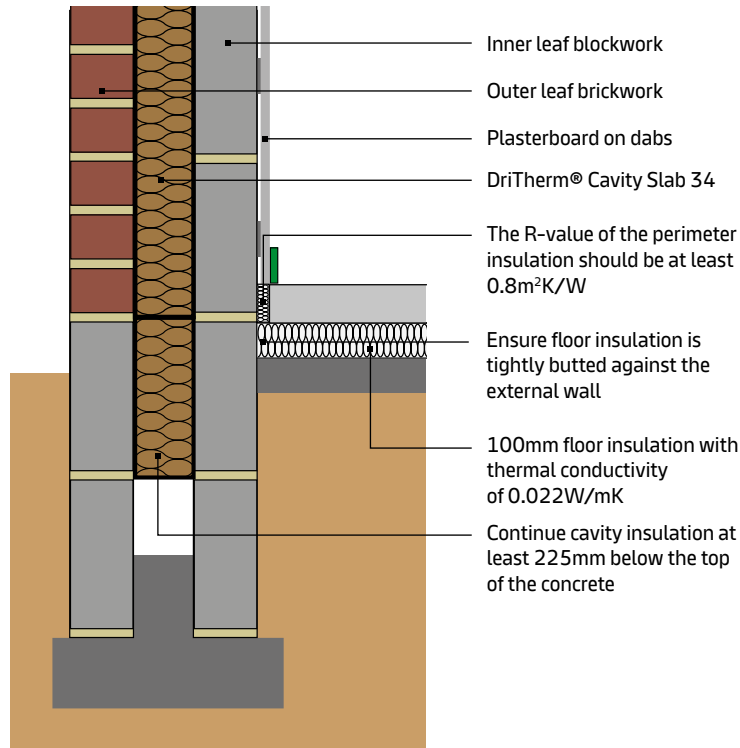 Inner leaf blockwork
Outer leaf brickwork
Plasterboard on dabs
DriTherm® Cavity Slab 34
The R-value of the perimeter
insulation should be at least
0.8m²K/W
Ensure floor insulation is
tightly butted against the
external wall
100mm floor insulation with
thermal conductivity
of 0.022W/mK
Continue cavity insulation at
least 225mm below the top
of the concrete